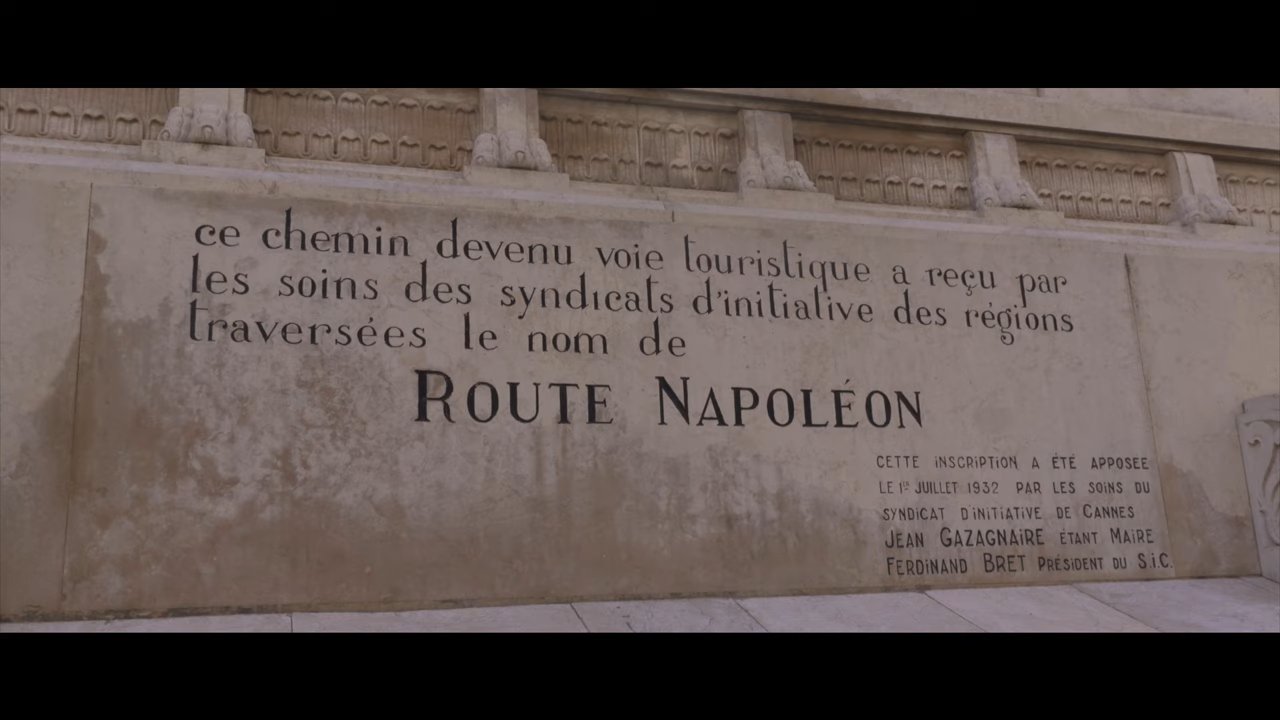 ce chemin devenu voie touristique a reçu par
les soins des syndicats d'initiative des régions
traversées le nom de
ROUTE NAPOLÉON
CETTE INSCRIPTION A ÉTÉ APPOSEE
LE 1ER JUILLET 1932 PAR LES SOINS DU
SYNDICAT D'INITIATIVE DE CANNES
JEAN GAZAGNAIRE ÉTANT MAIRE
FERDINAND BRET PRÉSIDENT DU S.I.C.